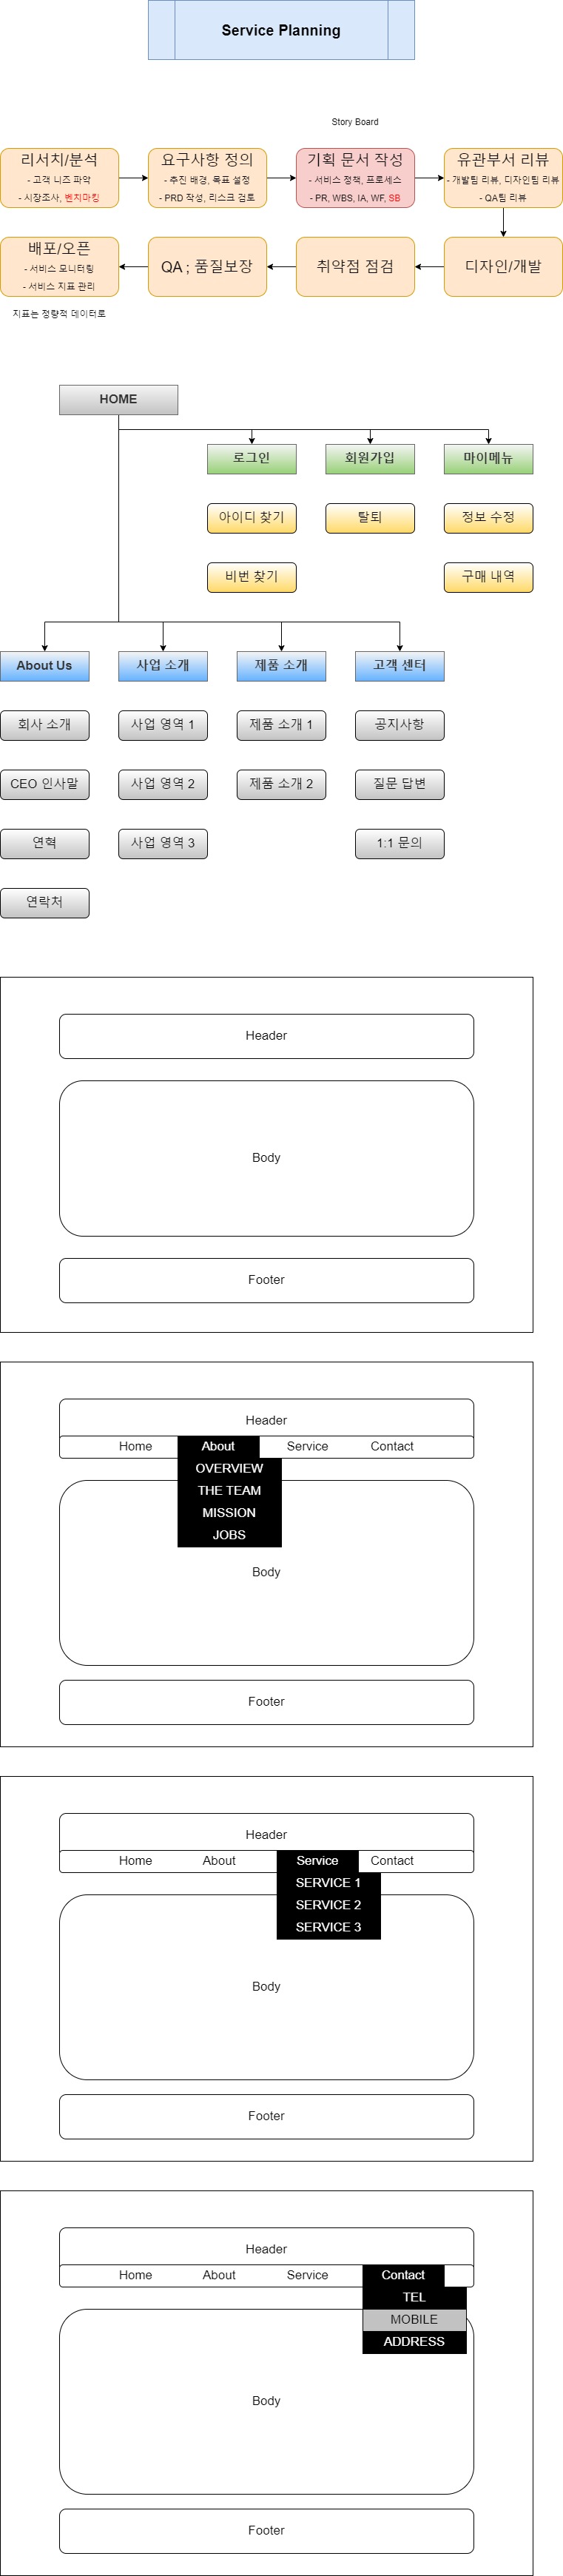 Service Planning
Story Board
리서치/분석
- 고객 니즈 파악
- 시장조사, 벤치마킹
요구사항 정의
- 추진 배경, 목표 설정
- PRD 작성, 리스크 검토
기획 문서 작성
- 서비스 정책, 프로세스
- PR, WBS, IA, WF, SB
유관부서 리뷰
- 개발팀 리뷰, 디자인팀 리뷰
- QA팀 리뷰
배포/오픈
- 서비스 모니터링
- 서비스 지표 관리
QA ; 품질보장
취약점 점검
디자인/개발
지표는 정량적 데이터로
HOME
로그인
회원가입
마이메뉴
아이디 찾기
탈퇴
정보 수정
비번 찾기
구매 내역
About Us
사업 소개
제품 소개
고객 센터
회사 소개
사업 영역 1
제품 소개 1
공지사항
CEO 인사말
사업 영역 2
제품 소개 2
질문 답변
연혁
사업 영역 3
1:1 문의
연락처
Header
Body
Footer
Header
Home
About
Service
Contact
OVERVIEW
THE TEAM
MISSION
JOBS
Body
Footer
Header
Home
About
Service
Contact
SERVICE 1
SERVICE 2
SERVICE 3
Body
Footer
Header
Home
About
Service
Contact
TEL
MOBILE
ADDRESS
Body
Footer